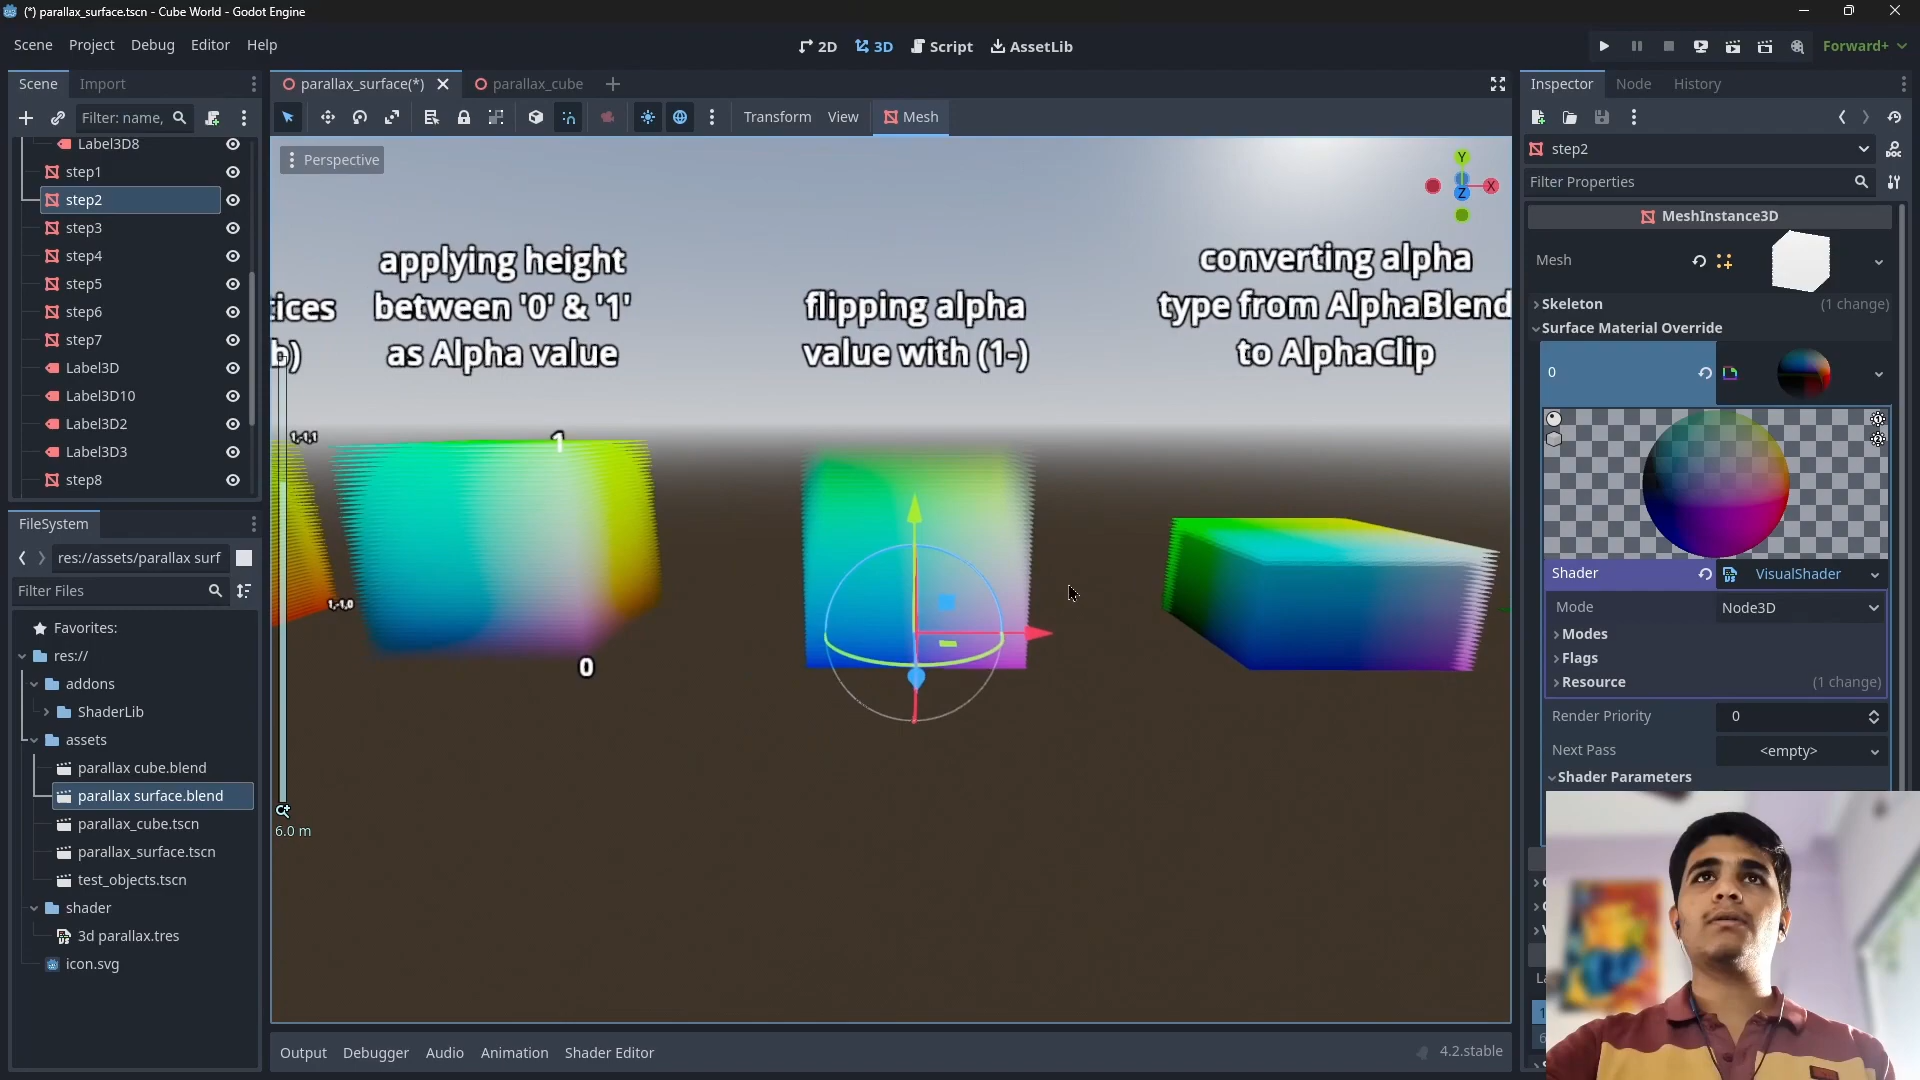 (*) parallax_surface.tscn - Cube World - Godot Engine
Scene Project Debug Editor Help
2D 3D Script AssetLib
Forward+
Scene Import
Filter: name,
Label3D8
step1
step2
step3
step4
step5
step6
step7
Label3D
Label3D10
Label3D2
Label3D3
step8
FileSystem
res://assets/parallax surf
Filter Files
Favorites:
res://
addons
ShaderLib
assets
parallax cube.blend
parallax surface.blend
parallax_cube.tscn
parallax_surface.tscn
test_objects.tscn
shader
3d parallax.tres
icon.svg
parallax_surface(*) parallax_cube
Transform View Mesh
Perspective
Y
X
Z
applying height
between '0' & '1'
as Alpha value
flipping alpha
value with (1-)
converting alpha
type from AlphaBlend
to AlphaClip
ices
b)
1,-1,1
1
1,-1,0
0
6.0 m
Output Debugger Audio Animation Shader Editor
4.2.stable
Inspector Node History
step2
Filter Properties
MeshInstance3D
Mesh
Skeleton (1 change)
Surface Material Override
0
Shader VisualShader
Mode Node3D
Modes
Flags
Resource (1 change)
Render Priority 0
Next Pass <empty>
Shader Parameters